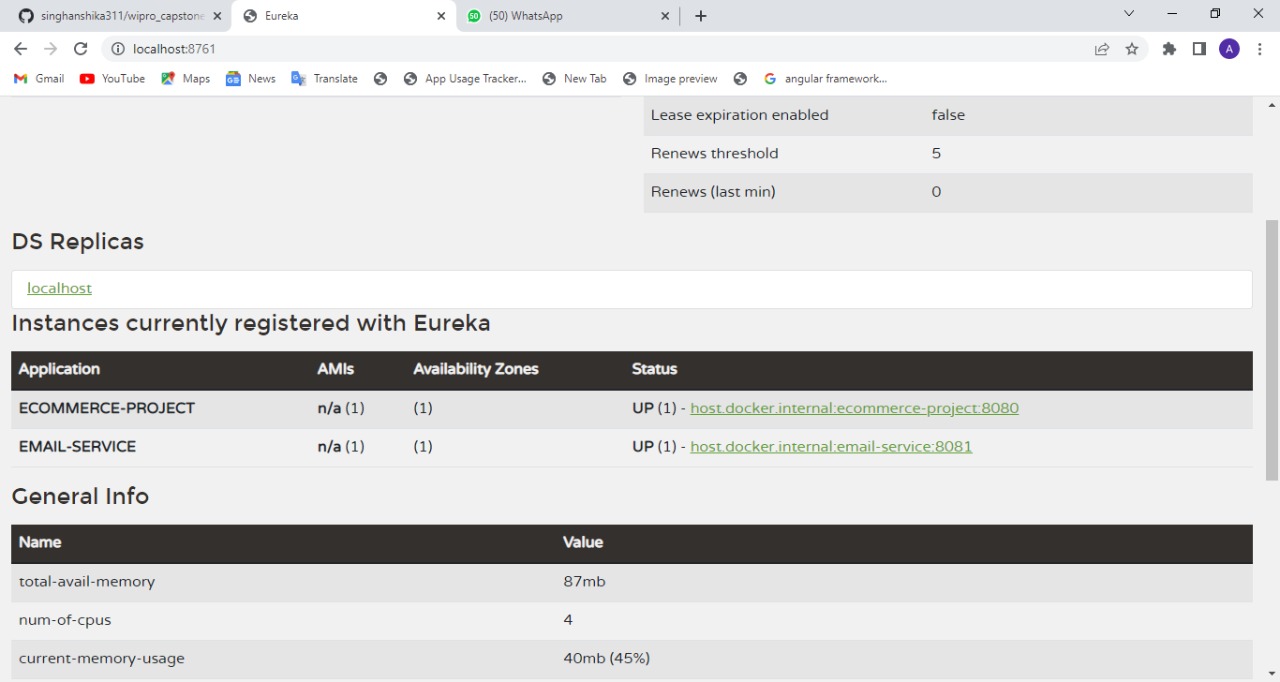 singhanshika311/wipro_capstone
Eureka
(50) WhatsApp
localhost:8761
A
Gmail
YouTube
Maps
News
Translate
App Usage Tracker...
New Tab
Image preview
angular framework...
Lease expiration enabled false
Renews threshold 5
Renews (last min) 0
DS Replicas
localhost
Instances currently registered with Eureka
Application AMIs Availability Zones Status
ECOMMERCE-PROJECT n/a (1) (1) UP (1) - host.docker.internal:ecommerce-project:8080
EMAIL-SERVICE n/a (1) (1) UP (1) - host.docker.internal:email-service:8081
General Info
Name Value
total-avail-memory 87mb
num-of-cpus 4
current-memory-usage 40mb (45%)